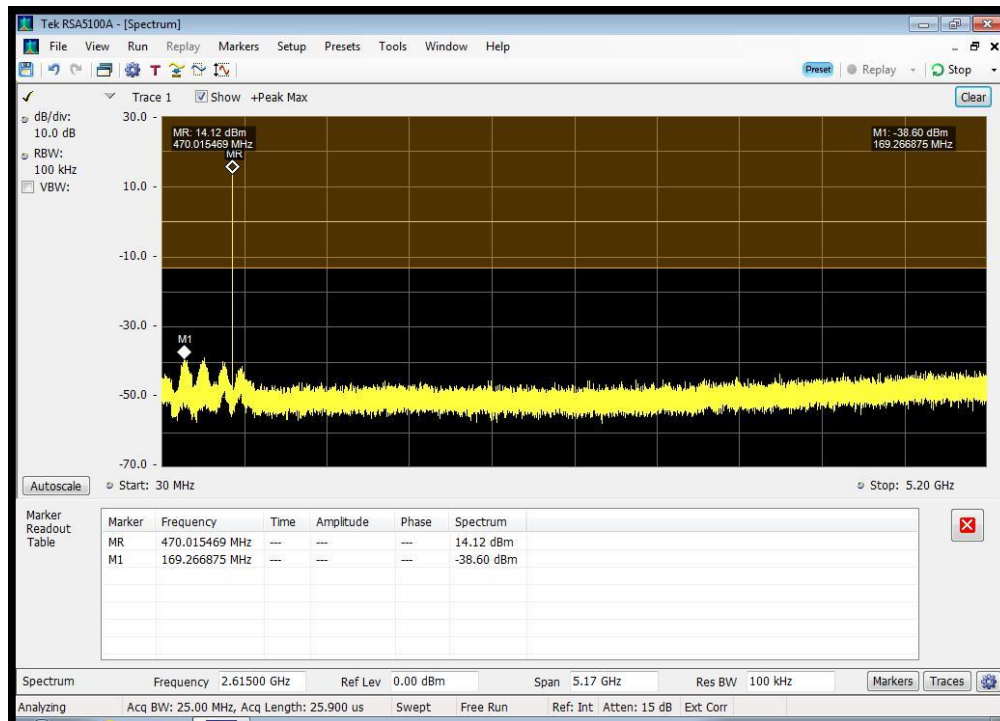 Tek RSA5100A - [Spectrum]
File View Run Replay Markers Setup Presets Tools Window Help
T Preset Replay Stop
Trace 1 Show +Peak Max Clear
dB/div:
10.0 dB
RBW:
100 kHz
VBW:
30.0
10.0
-10.0
-30.0
-50.0
-70.0
MR: 14.12 dBm
470.015469 MHz
MR
M1: -38.60 dBm
169.266875 MHz
M1
Autoscale Start: 30 MHz Stop: 5.20 GHz
Marker
Readout
Table
Marker Frequency Time Amplitude Phase Spectrum
MR 470.015469 MHz --- --- --- 14.12 dBm
M1 169.266875 MHz --- --- --- -38.60 dBm
Spectrum Frequency 2.61500 GHz Ref Lev 0.00 dBm Span 5.17 GHz Res BW 100 kHz Markers Traces
Analyzing Acq BW: 25.00 MHz, Acq Length: 25.900 us Swept Free Run Ref: Int Atten: 15 dB Ext Corr